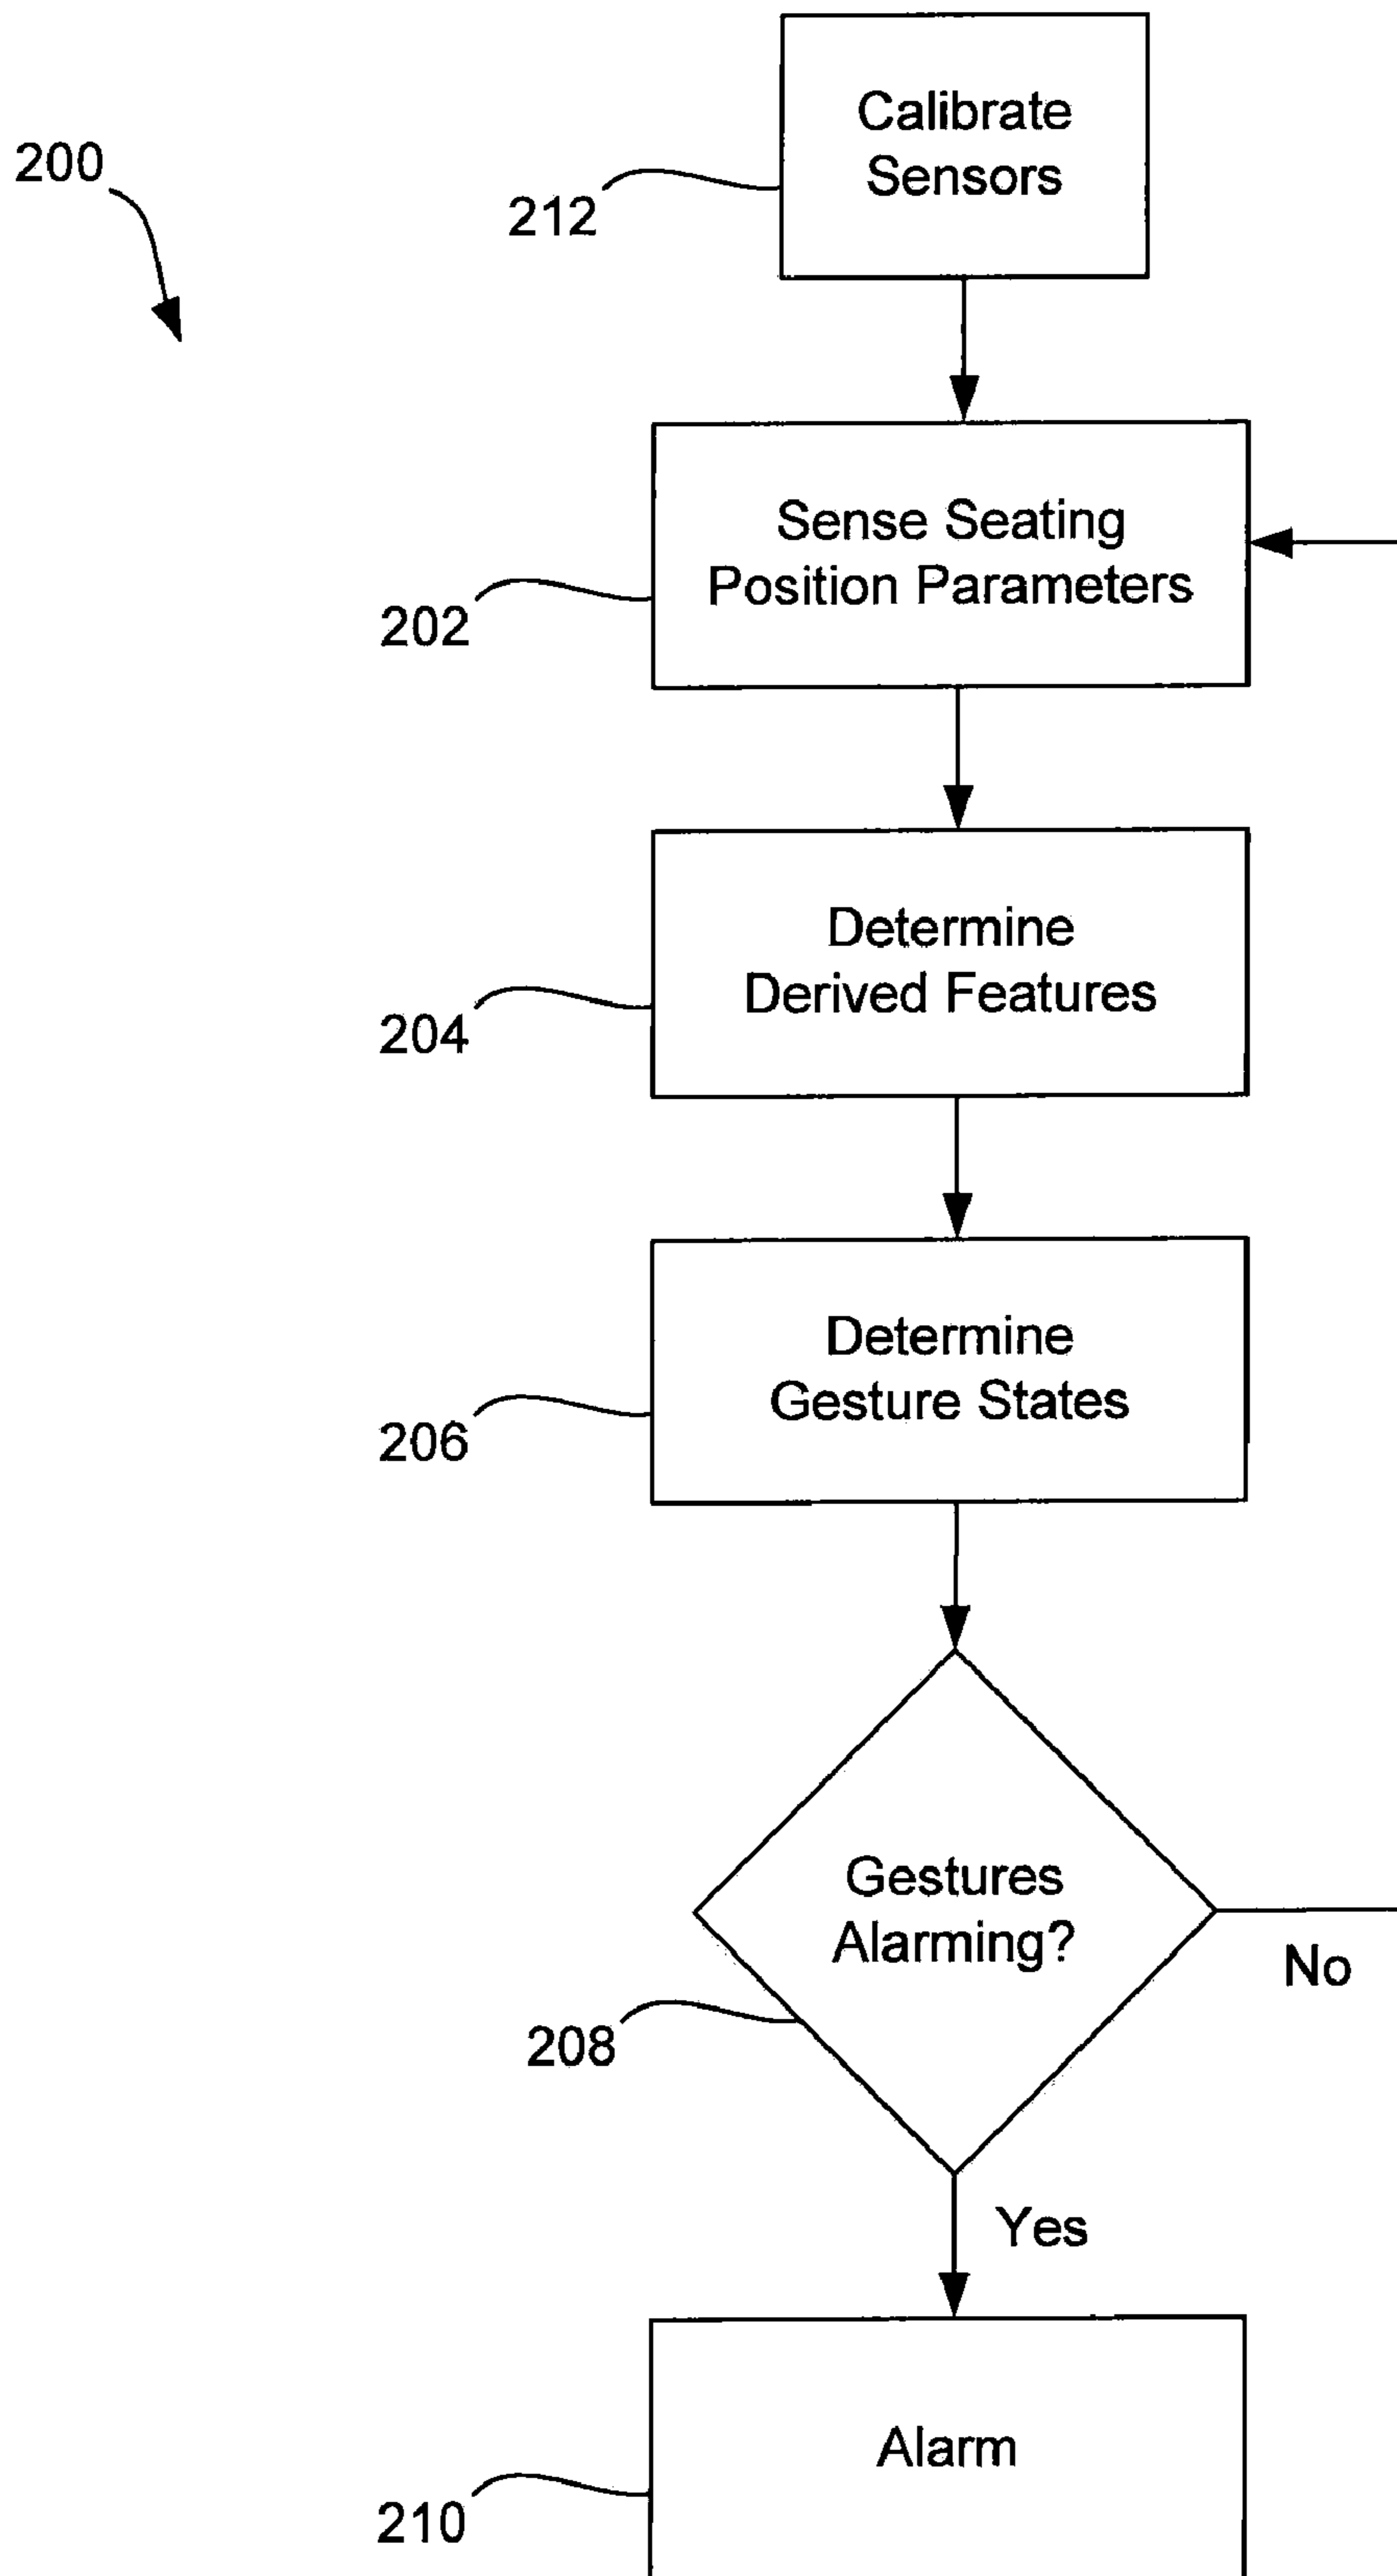 200
Calibrate
Sensors
212
Sense Seating
Position Parameters
202
Determine
Derived Features
204
Determine
Gesture States
206
Gestures
Alarming?
No
208
Yes
Alarm
210